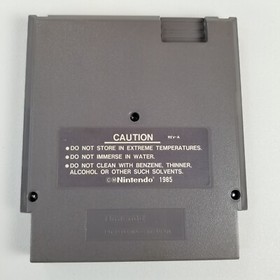 CAUTION REV-A
●DO NOT STORE IN EXTREME TEMPERATURES.
●DO NOT IMMERSE IN WATER.
●DO NOT CLEAN WITH BENZENE, THINNER,
ALCOHOL OR OTHER SUCH SOLVENTS.
©®Nintendo® 1985